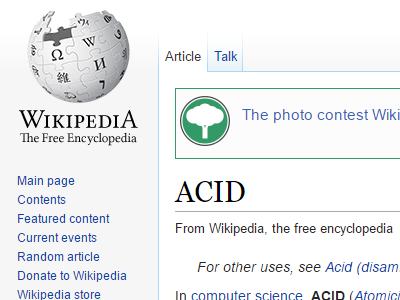 Ω W И 維
WIKIPEDIA
The Free Encyclopedia
Main page
Contents
Featured content
Current events
Random article
Donate to Wikipedia
Wikipedia store
Article Talk
The photo contest Wiki
ACID
From Wikipedia, the free encyclopedia
For other uses, see Acid (disam
In computer science, ACID (Atomici